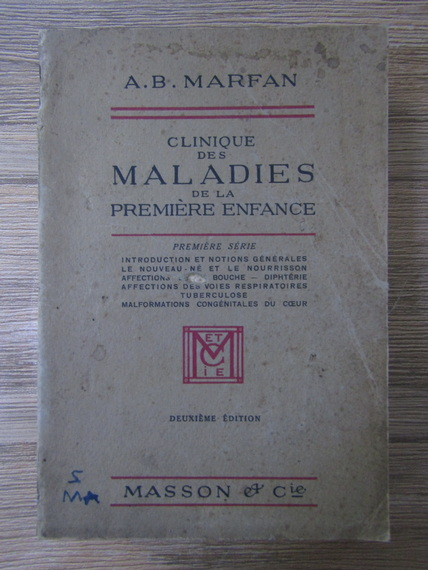 A.B. MARFAN
CLINIQUE
DES
MALADIES
DE LA
PREMIÈRE ENFANCE
PREMIÈRE SÉRIE
INTRODUCTION ET NOTIONS GÉNÉRALES
LE NOUVEAU-NÉ ET LE NOURRISSON
AFFECTIONS BOUCHE — DIPHTÉRIE
AFFECTIONS DES VOIES RESPIRATOIRES
TUBERCULOSE
MALFORMATIONS CONGÉNITALES DU CŒUR
M ET C IE
DEUXIÈME ÉDITION
MASSON & Cie